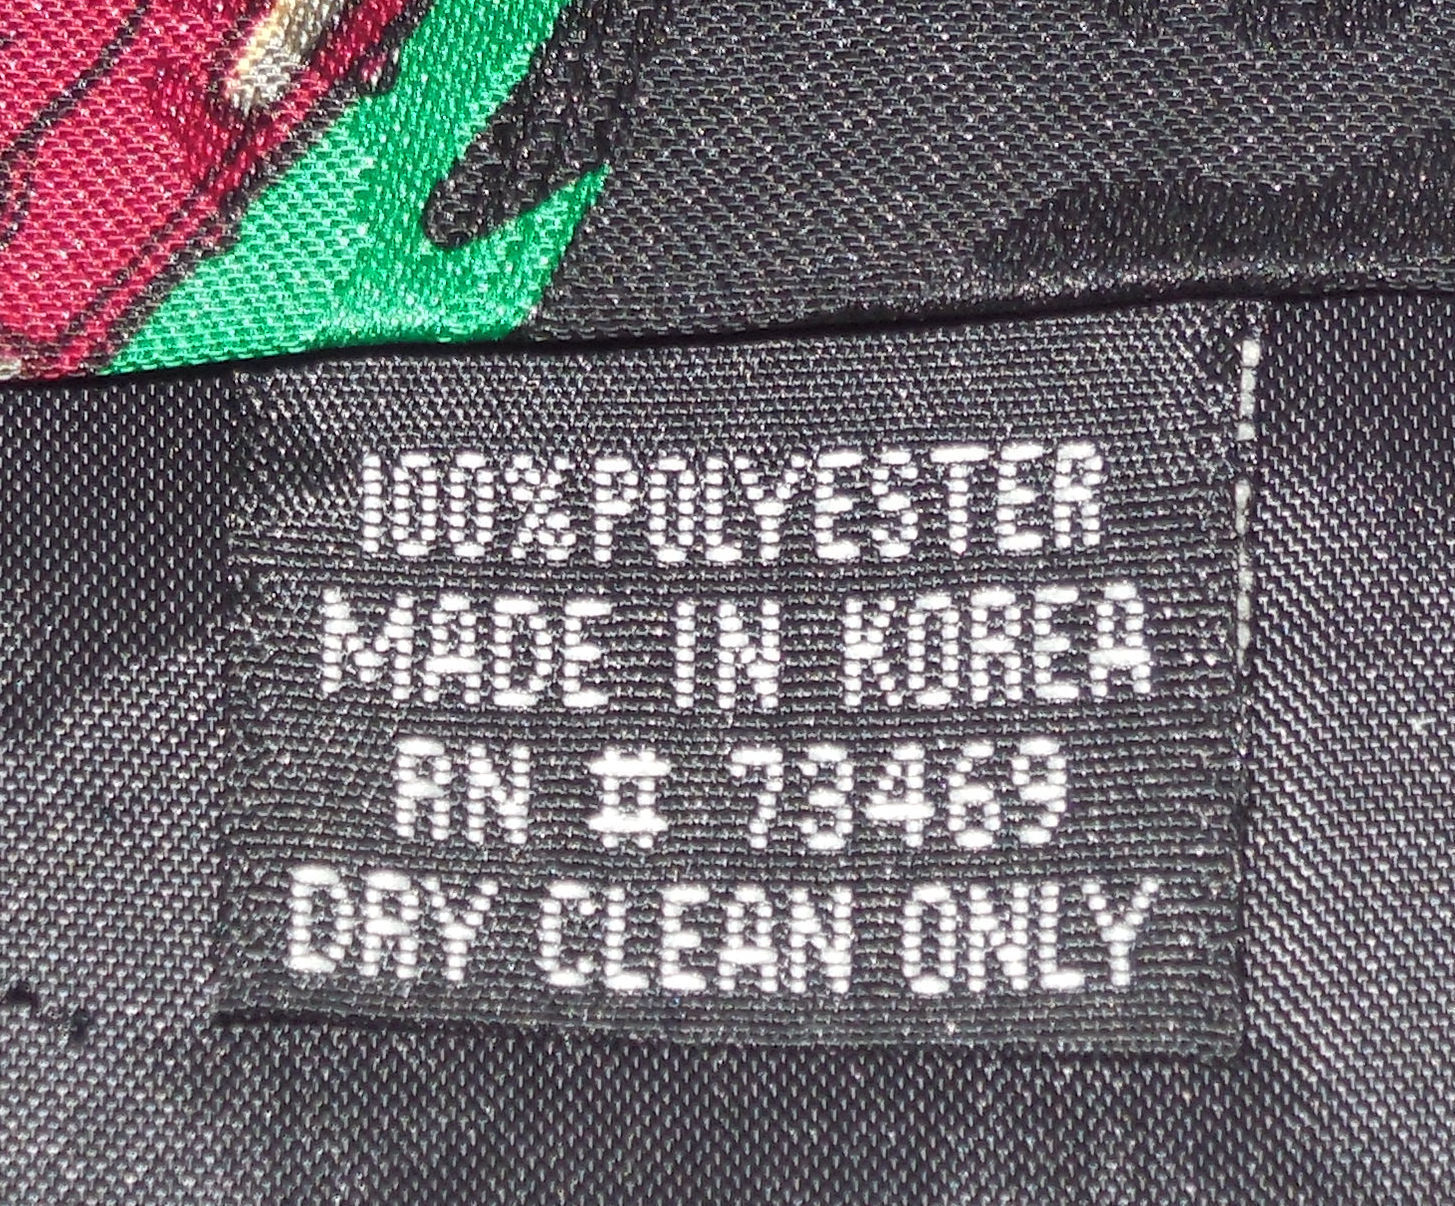 100% POLYESTER
MADE IN KOREA
RN # 73469
DRY CLEAN ONLY